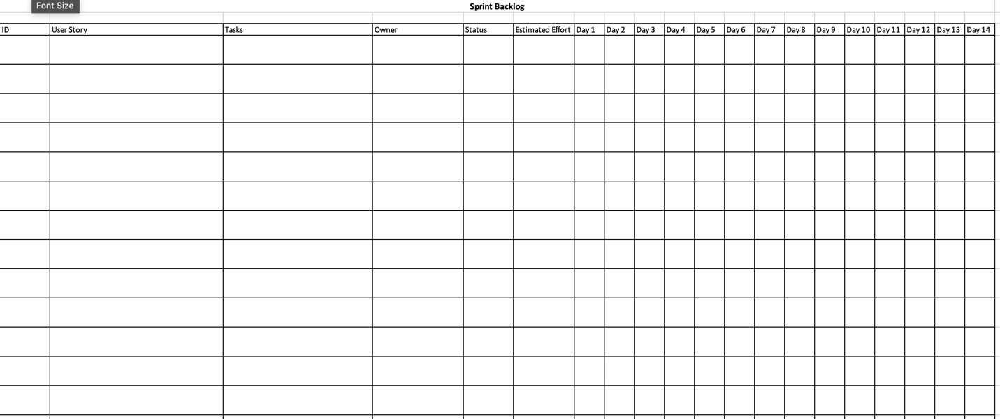 Font Size
Sprint Backlog
ID User Story Tasks Owner Status Estimated Effort Day 1 Day 2 Day 3 Day 4 Day 5 Day 6 Day 7 Day 8 Day 9 Day 10 Day 11 Day 12 Day 13 Day 14